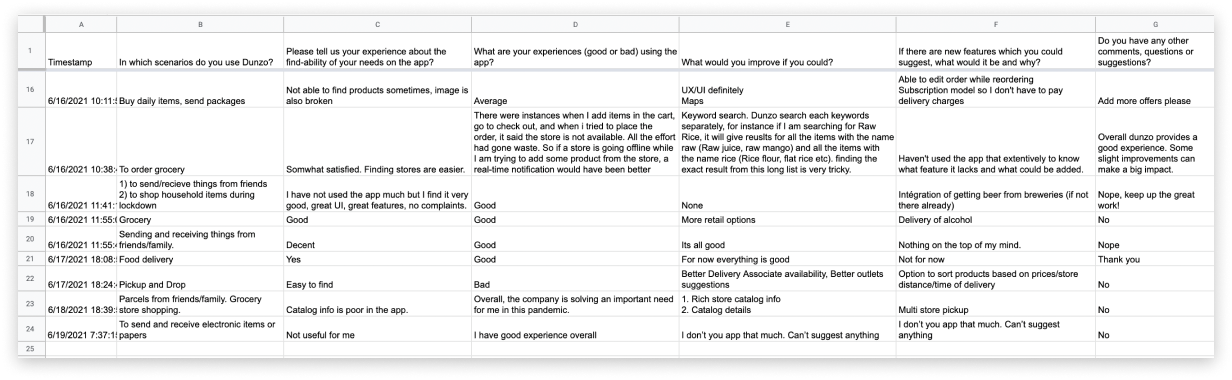 A B C D E F G
1
Timestamp
In which scenarios do you use Dunzo?
Please tell us your experience about the
find-ability of your needs on the app?
What are your experiences (good or bad) using the
app?
What would you improve if you could?
If there are new features which you could
suggest, what would it be and why?
Do you have any other
comments, questions or
suggestions?
16
6/16/2021 10:11:
Buy daily items, send packages
Not able to find products sometimes, image is
also broken
Average
UX/UI definitely
Maps
Able to edit order while reordering
Subscription model so I don't have to pay
delivery charges
Add more offers please
17
6/16/2021 10:38:
To order grocery
Somwhat satisfied. Finding stores are easier.
There were instances when I add items in the cart,
go to check out, and when i tried to place the
order, it said the store is not available. All the effort
had gone waste. So if a store is going offline while
I am trying to add some product from the store, a
real-time notification would have been better
Keyword search. Dunzo search each keywords
separately, for instance if I am searching for Raw
Rice, it will give reuslts for all the items with the name
raw (Raw juice, raw mango) and all the items with
the name rice (Rice flour, flat rice etc). finding the
exact result from this long list is very tricky.
Haven't used the app that extentively to know
what feature it lacks and what could be added.
Overall dunzo provides a
good experience. Some
slight improvements can
make a big impact.
18
6/16/2021 11:41:
1) to send/recieve things from friends
2) to shop household items during
lockdown
I have not used the app much but I find it very
good, great UI, great features, no complaints.
Good
None
Intégration of getting beer from breweries (if not
there already)
Nope, keep up the great
work!
19
6/16/2021 11:55:
Grocery
Good
Good
More retail options
Delivery of alcohol
No
20
6/16/2021 11:55:
Sending and receiving things from
friends/family.
Decent
Good
Its all good
Nothing on the top of my mind.
Nope
21
6/17/2021 18:08:
Food delivery
Yes
Good
For now everything is good
Not for now
Thank you
22
6/17/2021 18:24:
Pickup and Drop
Easy to find
Bad
Better Delivery Associate availability, Better outlets
suggestions
Option to sort products based on prices/store
distance/time of delivery
No
23
6/18/2021 18:39:
Parcels from friends/family. Grocery
store shopping.
Catalog info is poor in the app.
Overall, the company is solving an important need
for me in this pandemic.
1. Rich store catalog info
2. Catalog details
Multi store pickup
No
24
6/19/2021 7:37:1
To send and receive electronic items or
papers
Not useful for me
I have good experience overall
I don't you app that much. Can't suggest anything
I don't you app that much. Can't suggest
anything
No
25